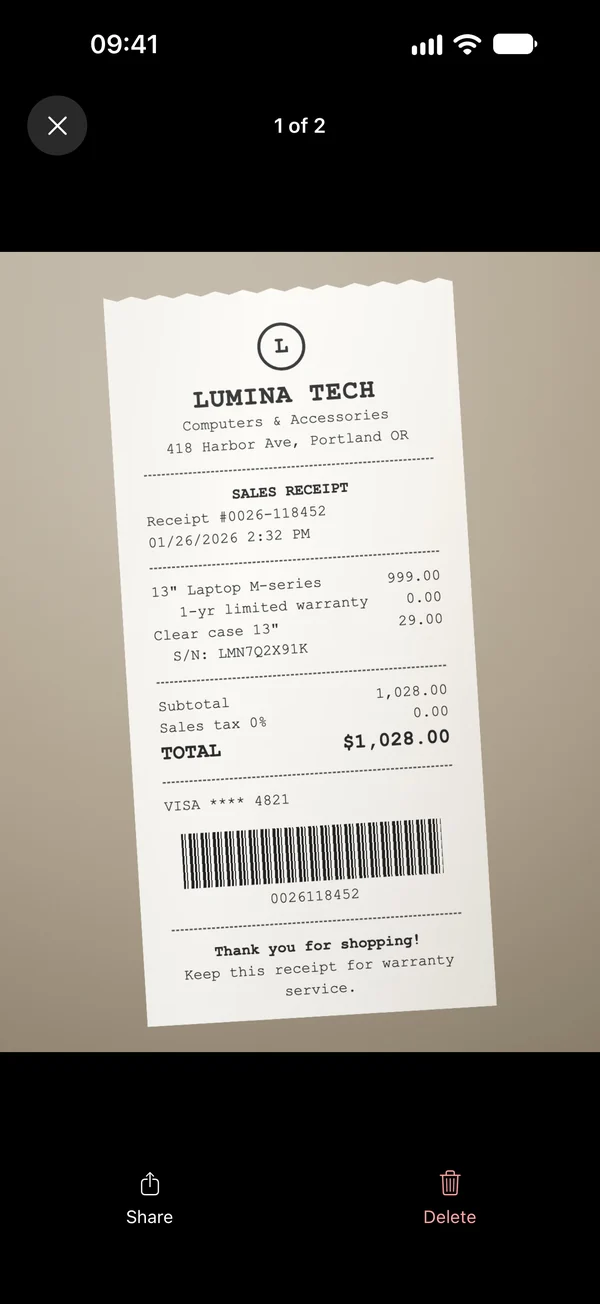 09:41
1 of 2
L
LUMINA TECH
Computers & Accessories
418 Harbor Ave, Portland OR
SALES RECEIPT
Receipt #0026-118452
01/26/2026 2:32 PM
13" Laptop M-series 999.00
1-yr limited warranty 0.00
Clear case 13" 29.00
S/N: LMN7Q2X91K
Subtotal 1,028.00
Sales tax 0% 0.00
TOTAL $1,028.00
VISA **** 4821
0026118452
Thank you for shopping!
Keep this receipt for warranty
service.
Share Delete